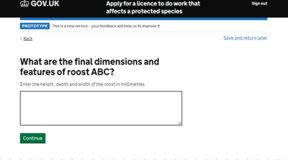 GOV.UK
Apply for a licence to do work that
affects a protected species
Sign out
PROTOTYPE This is a new service - your feedback will help us to improve it
Back
Save and return later
What are the final dimensions and
features of roost ABC?
Enter the height, depth and width of the roost in millimetres.
Continue